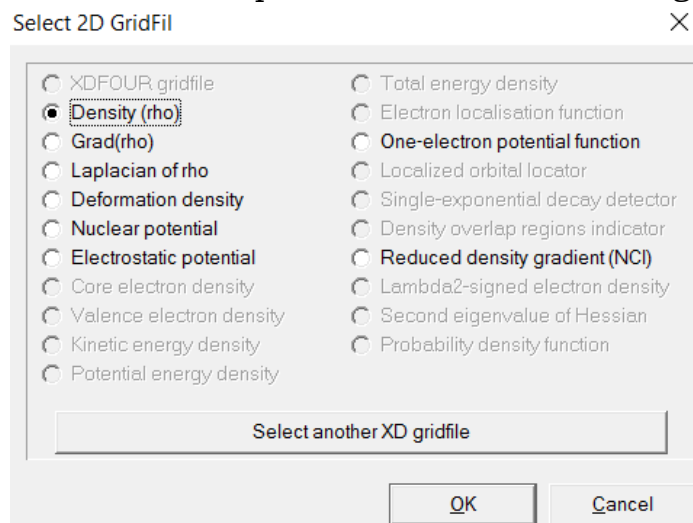 Select 2D GridFil
XDFOUR gridfile
Density (rho)
Grad(rho)
Laplacian of rho
Deformation density
Nuclear potential
Electrostatic potential
Core electron density
Valence electron density
Kinetic energy density
Potential energy density
Total energy density
Electron localisation function
One-electron potential function
Localized orbital locator
Single-exponential decay detector
Density overlap regions indicator
Reduced density gradient (NCI)
Lambda2-signed electron density
Second eigenvalue of Hessian
Probability density function
Select another XD gridfile
OK
Cancel